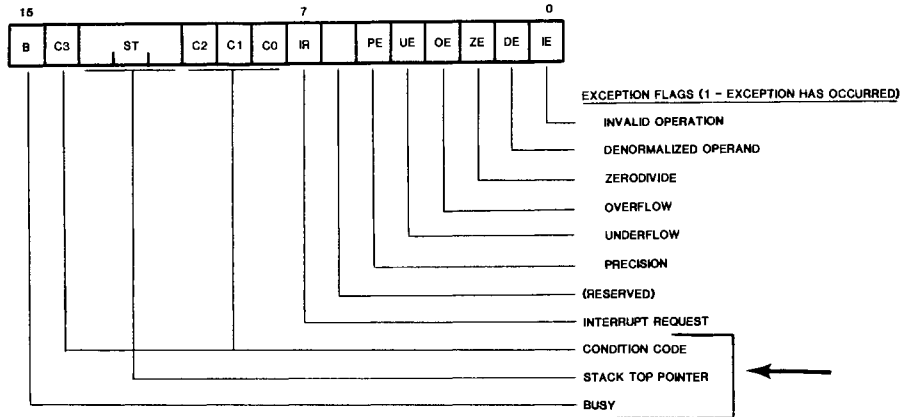 15 7 0
B C3 ST C2 C1 C0 IR PE UE OE ZE DE IE
EXCEPTION FLAGS (1 - EXCEPTION HAS OCCURRED)
INVALID OPERATION
DENORMALIZED OPERAND
ZERODIVIDE
OVERFLOW
UNDERFLOW
PRECISION
(RESERVED)
INTERRUPT REQUEST
CONDITION CODE
STACK TOP POINTER
BUSY